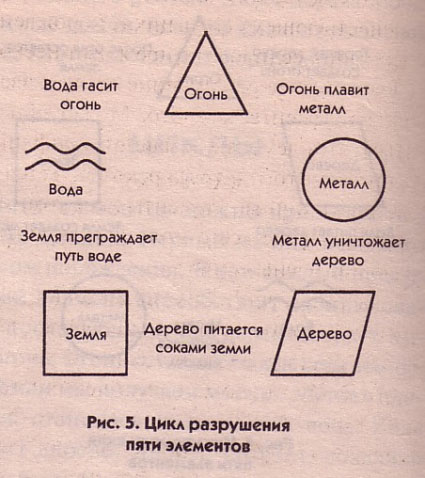 Вода гасит
огонь
Огонь
Огонь плавит
металл
Вода
Металл
Земля преграждает
путь воде
Металл уничтожает
дерево
Земля
Дерево питается
соками земли
Дерево
Рис. 5. Цикл разрушения
пяти элементов